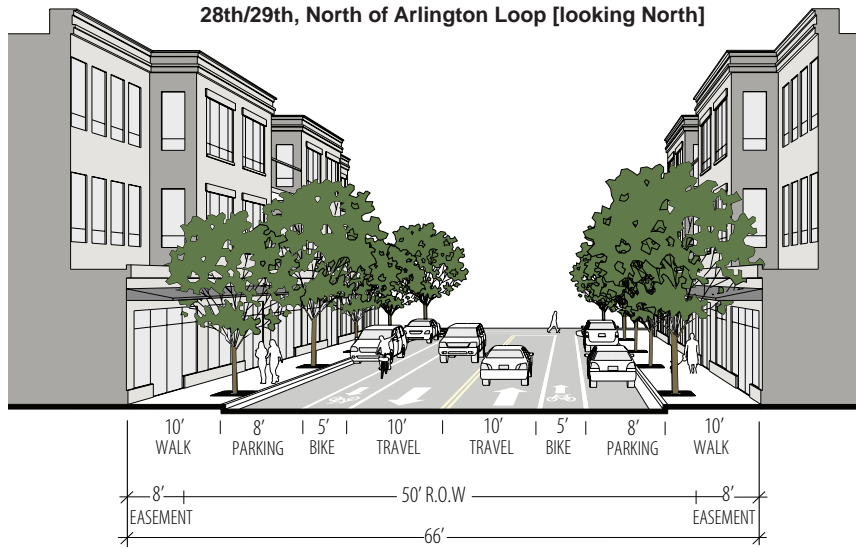 28th/29th, North of Arlington Loop [looking North]
10’ 8’ 5’ 10’ 10’ 5’ 8’ 10’
WALK PARKING BIKE TRAVEL TRAVEL BIKE PARKING WALK
8’ 50’ R.O.W 8’
EASEMENT EASEMENT
66’